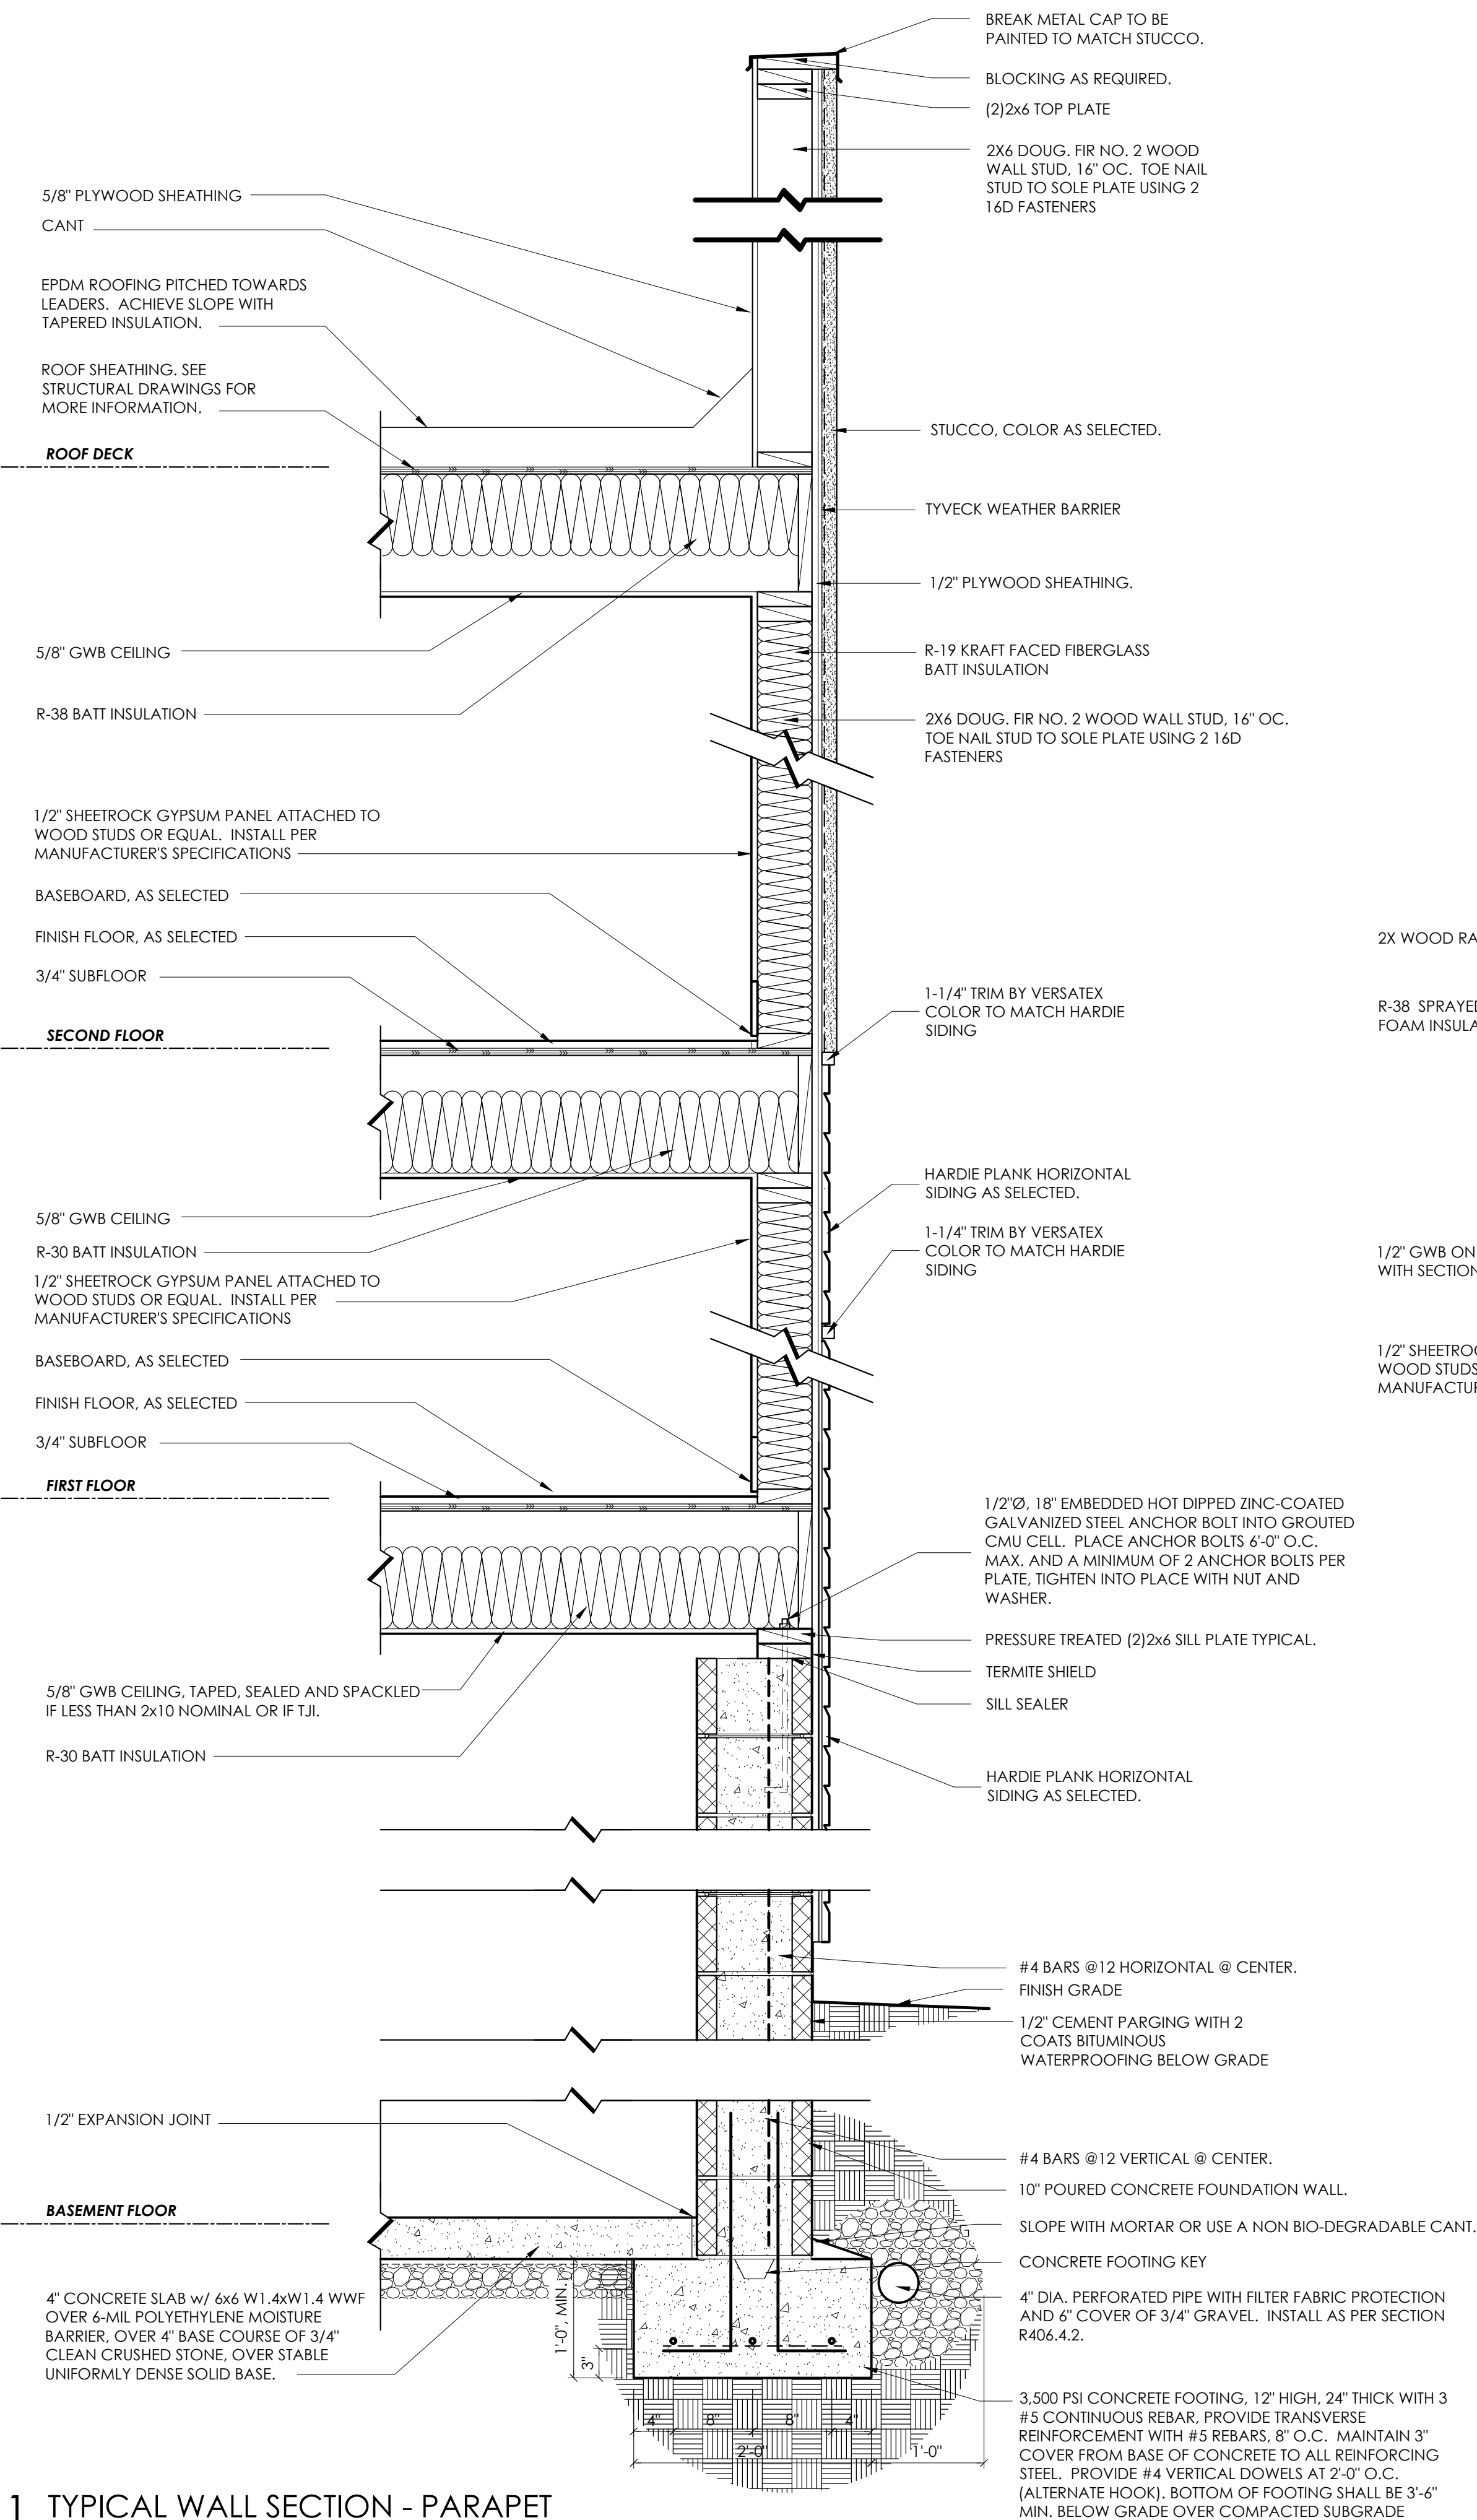 BREAK METAL CAP TO BE
PAINTED TO MATCH STUCCO.
BLOCKING AS REQUIRED.
(2)2x6 TOP PLATE
2X6 DOUG. FIR NO. 2 WOOD
WALL STUD, 16" OC. TOE NAIL
STUD TO SOLE PLATE USING 2
16D FASTENERS
5/8" PLYWOOD SHEATHING
CANT
EPDM ROOFING PITCHED TOWARDS
LEADERS. ACHIEVE SLOPE WITH
TAPERED INSULATION.
ROOF SHEATHING. SEE
STRUCTURAL DRAWINGS FOR
MORE INFORMATION.
ROOF DECK
STUCCO, COLOR AS SELECTED.
TYVECK WEATHER BARRIER
1/2" PLYWOOD SHEATHING.
5/8" GWB CEILING
R-19 KRAFT FACED FIBERGLASS
BATT INSULATION
R-38 BATT INSULATION
2X6 DOUG. FIR NO. 2 WOOD WALL STUD, 16" OC.
TOE NAIL STUD TO SOLE PLATE USING 2 16D
FASTENERS
1/2" SHEETROCK GYPSUM PANEL ATTACHED TO
WOOD STUDS OR EQUAL. INSTALL PER
MANUFACTURER'S SPECIFICATIONS
BASEBOARD, AS SELECTED
FINISH FLOOR, AS SELECTED
3/4" SUBFLOOR
SECOND FLOOR
1-1/4" TRIM BY VERSATEX
COLOR TO MATCH HARDIE
SIDING
2X WOOD RA
R-38 SPRAYED
FOAM INSULA
HARDIE PLANK HORIZONTAL
SIDING AS SELECTED.
5/8" GWB CEILING
R-30 BATT INSULATION
1-1/4" TRIM BY VERSATEX
COLOR TO MATCH HARDIE
SIDING
1/2" GWB ON
WITH SECTION
1/2" SHEETROCK GYPSUM PANEL ATTACHED TO
WOOD STUDS OR EQUAL. INSTALL PER
MANUFACTURER'S SPECIFICATIONS
BASEBOARD, AS SELECTED
1/2" SHEETROC
WOOD STUDS
MANUFACTUR
FINISH FLOOR, AS SELECTED
3/4" SUBFLOOR
FIRST FLOOR
1/2"Ø, 18" EMBEDDED HOT DIPPED ZINC-COATED
GALVANIZED STEEL ANCHOR BOLT INTO GROUTED
CMU CELL. PLACE ANCHOR BOLTS 6'-0" O.C.
MAX. AND A MINIMUM OF 2 ANCHOR BOLTS PER
PLATE, TIGHTEN INTO PLACE WITH NUT AND
WASHER.
PRESSURE TREATED (2)2x6 SILL PLATE TYPICAL.
TERMITE SHIELD
SILL SEALER
5/8" GWB CEILING, TAPED, SEALED AND SPACKLED
IF LESS THAN 2x10 NOMINAL OR IF TJI.
R-30 BATT INSULATION
HARDIE PLANK HORIZONTAL
SIDING AS SELECTED.
#4 BARS @12 HORIZONTAL @ CENTER.
FINISH GRADE
1/2" CEMENT PARGING WITH 2
COATS BITUMINOUS
WATERPROOFING BELOW GRADE
1/2" EXPANSION JOINT
#4 BARS @12 VERTICAL @ CENTER.
10" POURED CONCRETE FOUNDATION WALL.
BASEMENT FLOOR
SLOPE WITH MORTAR OR USE A NON BIO-DEGRADABLE CANT.
CONCRETE FOOTING KEY
4" CONCRETE SLAB w/ 6x6 W1.4xW1.4 WWF
OVER 6-MIL POLYETHYLENE MOISTURE
BARRIER, OVER 4" BASE COURSE OF 3/4"
CLEAN CRUSHED STONE, OVER STABLE
UNIFORMLY DENSE SOLID BASE.
1'-0", MIN.
3"
4" DIA. PERFORATED PIPE WITH FILTER FABRIC PROTECTION
AND 6" COVER OF 3/4" GRAVEL. INSTALL AS PER SECTION
R406.4.2.
4" 8" 8" 4"
2'-0" 1'-0"
3,500 PSI CONCRETE FOOTING, 12" HIGH, 24" THICK WITH 3
#5 CONTINUOUS REBAR, PROVIDE TRANSVERSE
REINFORCEMENT WITH #5 REBARS, 8" O.C. MAINTAIN 3"
COVER FROM BASE OF CONCRETE TO ALL REINFORCING
STEEL. PROVIDE #4 VERTICAL DOWELS AT 2'-0" O.C.
(ALTERNATE HOOK). BOTTOM OF FOOTING SHALL BE 3'-6"
MIN. BELOW GRADE OVER COMPACTED SUBGRADE
1 TYPICAL WALL SECTION - PARAPET